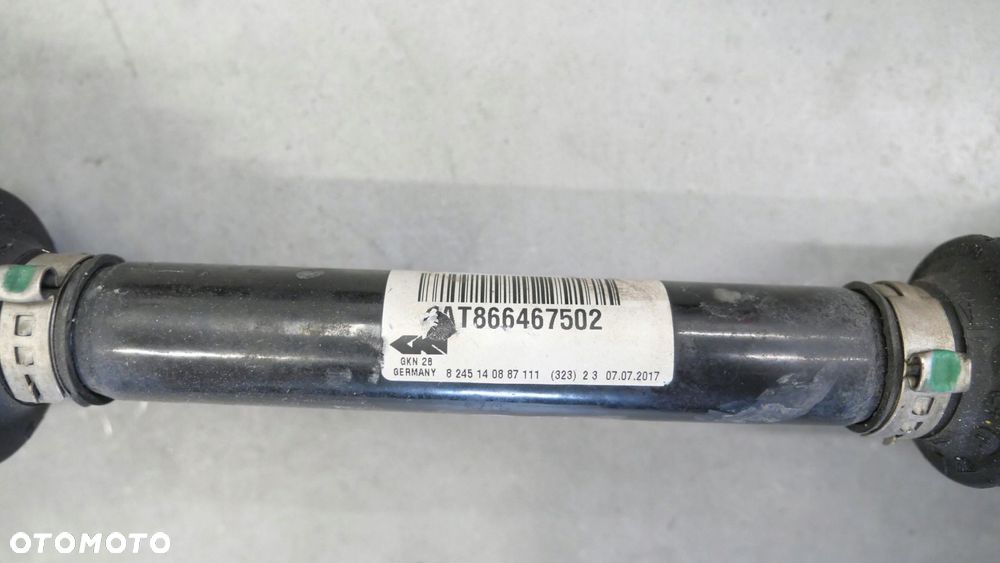 AT866467502
GKN 28
GERMANY 8 245 14 08 87 111 (323) 2 3 07.07.2017
OTOMOTO